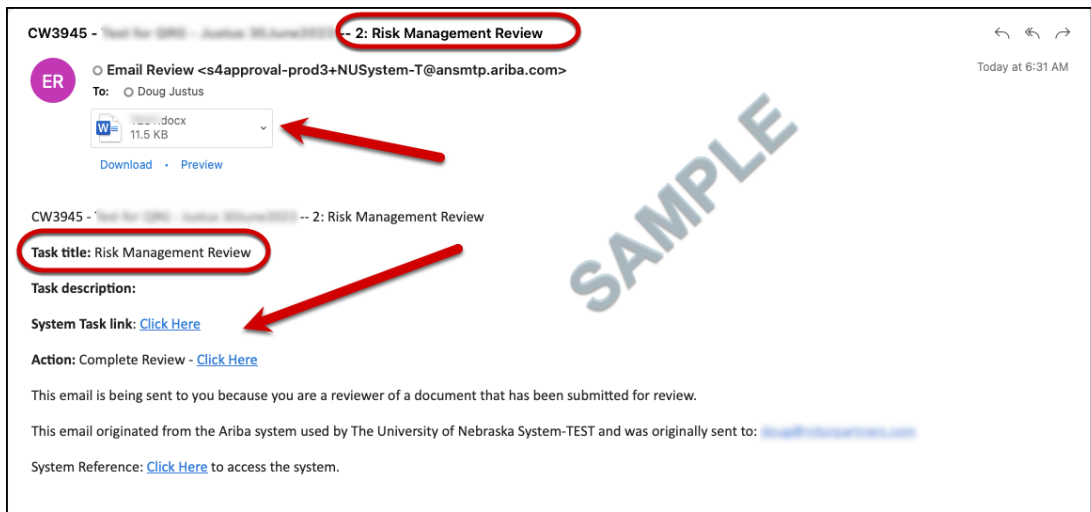 CW3945 - -- 2: Risk Management Review
ER
Email Review <s4approval-prod3+NUSystem-T@ansmtp.ariba.com>
Today at 6:31 AM
To: Doug Justus
.docx
11.5 KB
Download • Preview
SAMPLE
CW3945 - -- 2: Risk Management Review
Task title: Risk Management Review
Task description:
System Task link: Click Here
Action: Complete Review - Click Here
This email is being sent to you because you are a reviewer of a document that has been submitted for review.
This email originated from the Ariba system used by The University of Nebraska System-TEST and was originally sent to:
System Reference: Click Here to access the system.